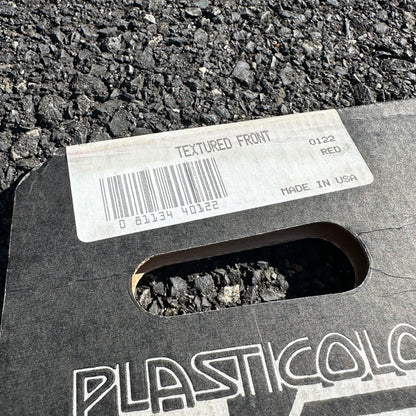 TEXTURED FRONT
0122
RED
0 81134 40122
MADE IN USA
PLASTICOLO